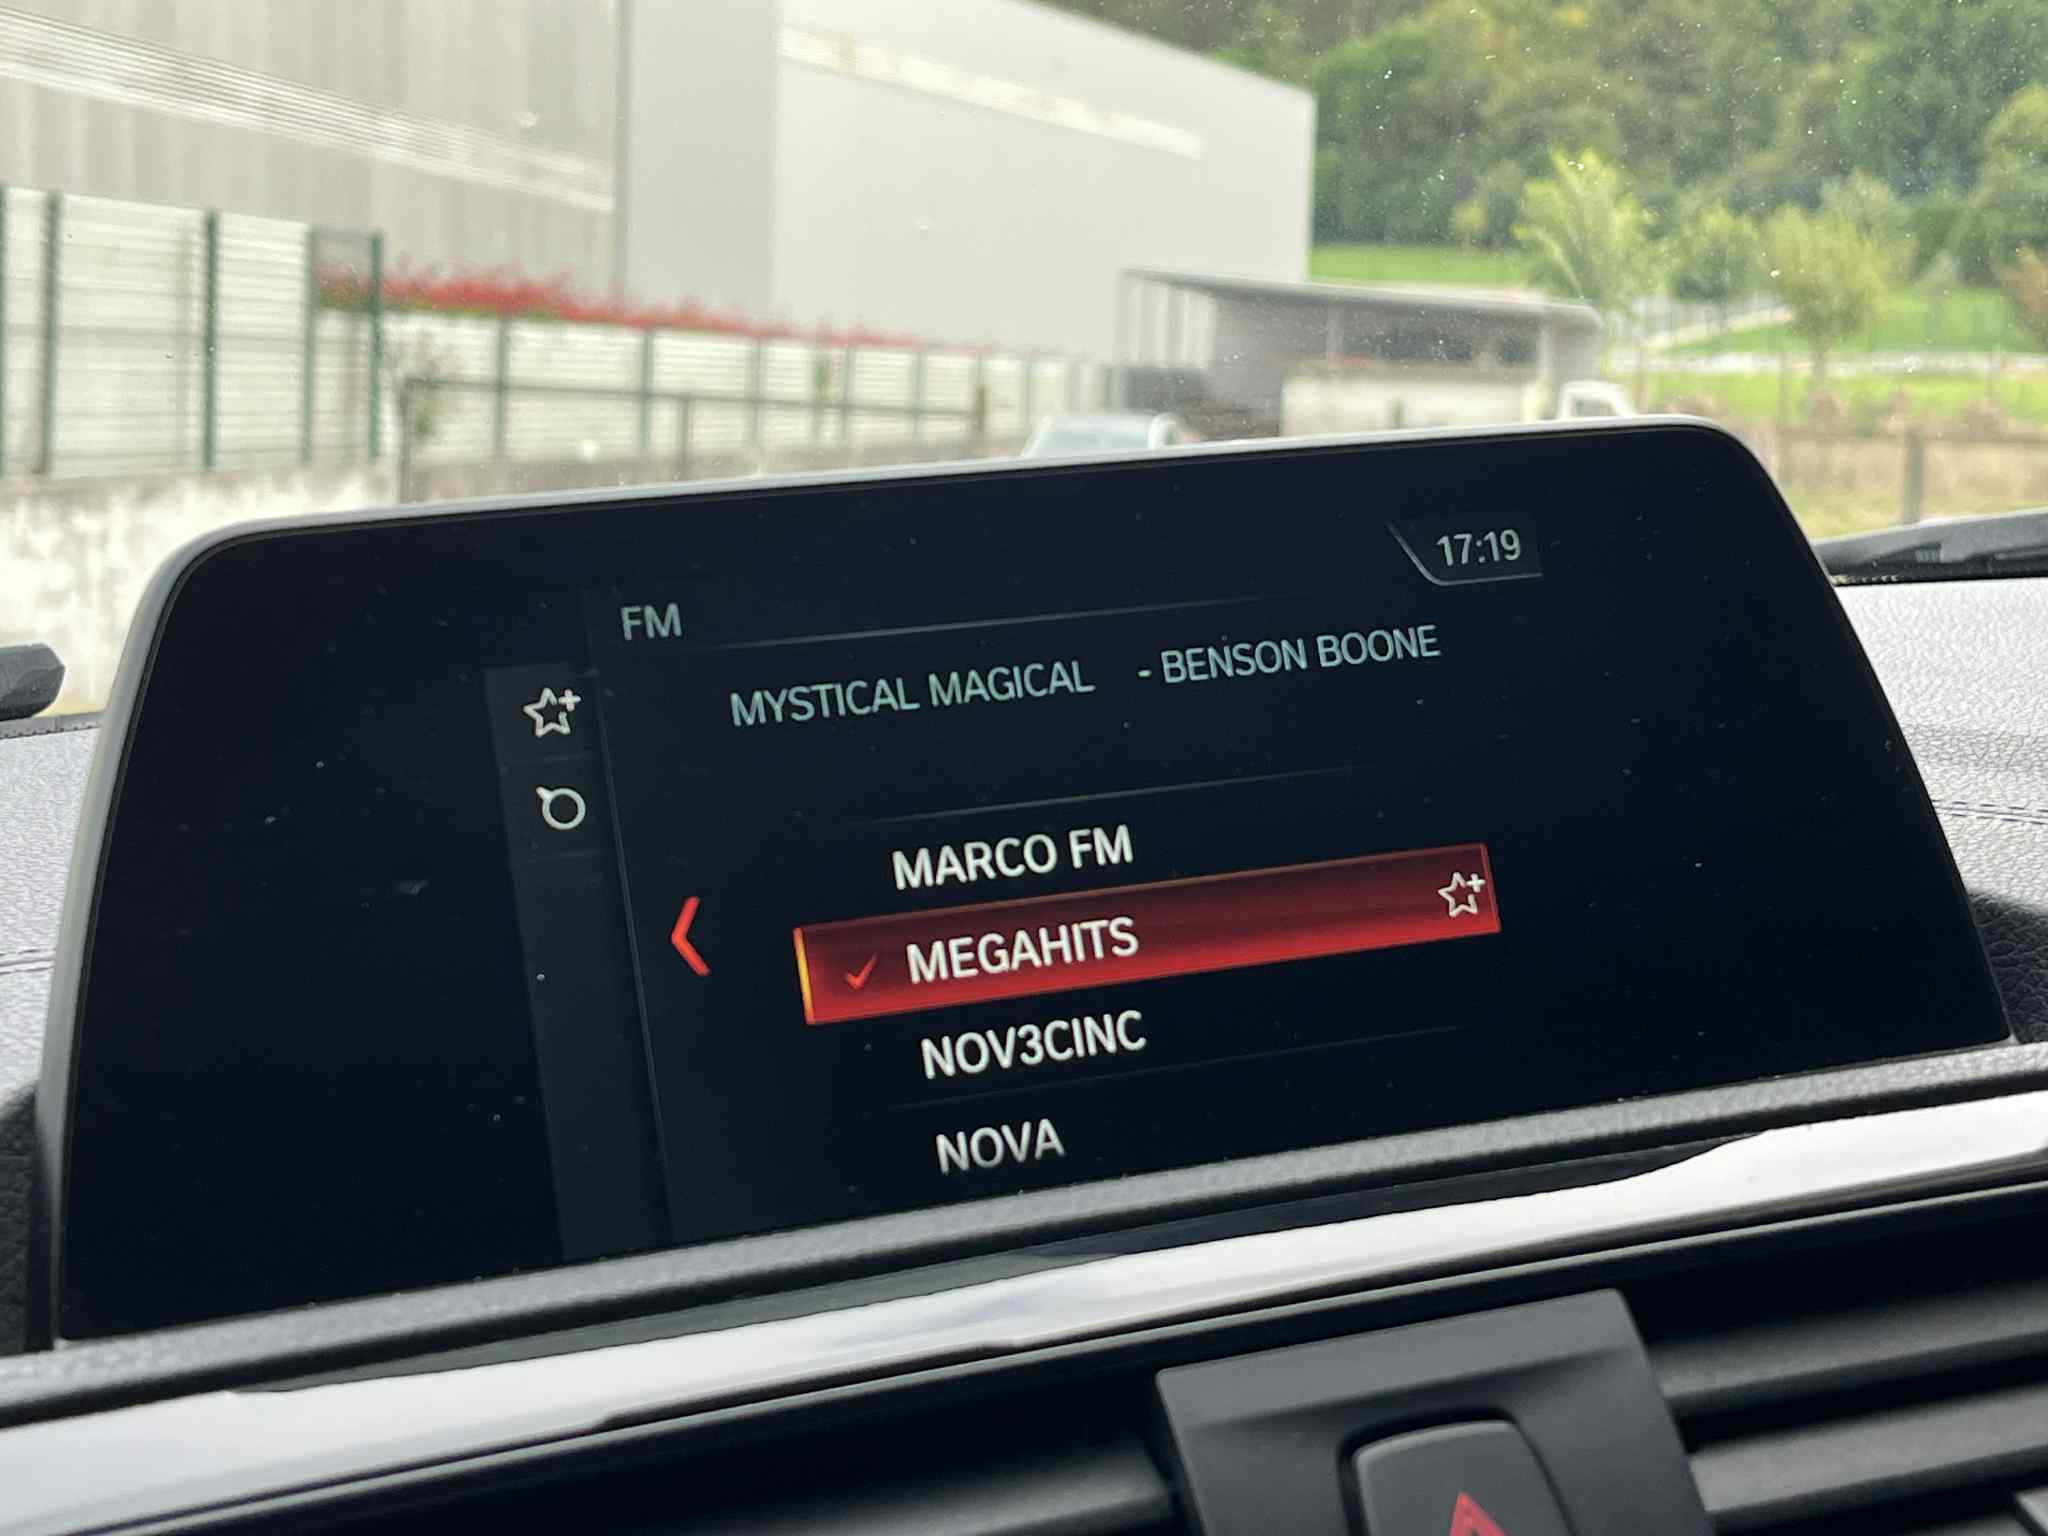 17:19
FM
MYSTICAL MAGICAL - BENSON BOONE
MARCO FM
MEGAHITS
NOV3CINC
NOVA